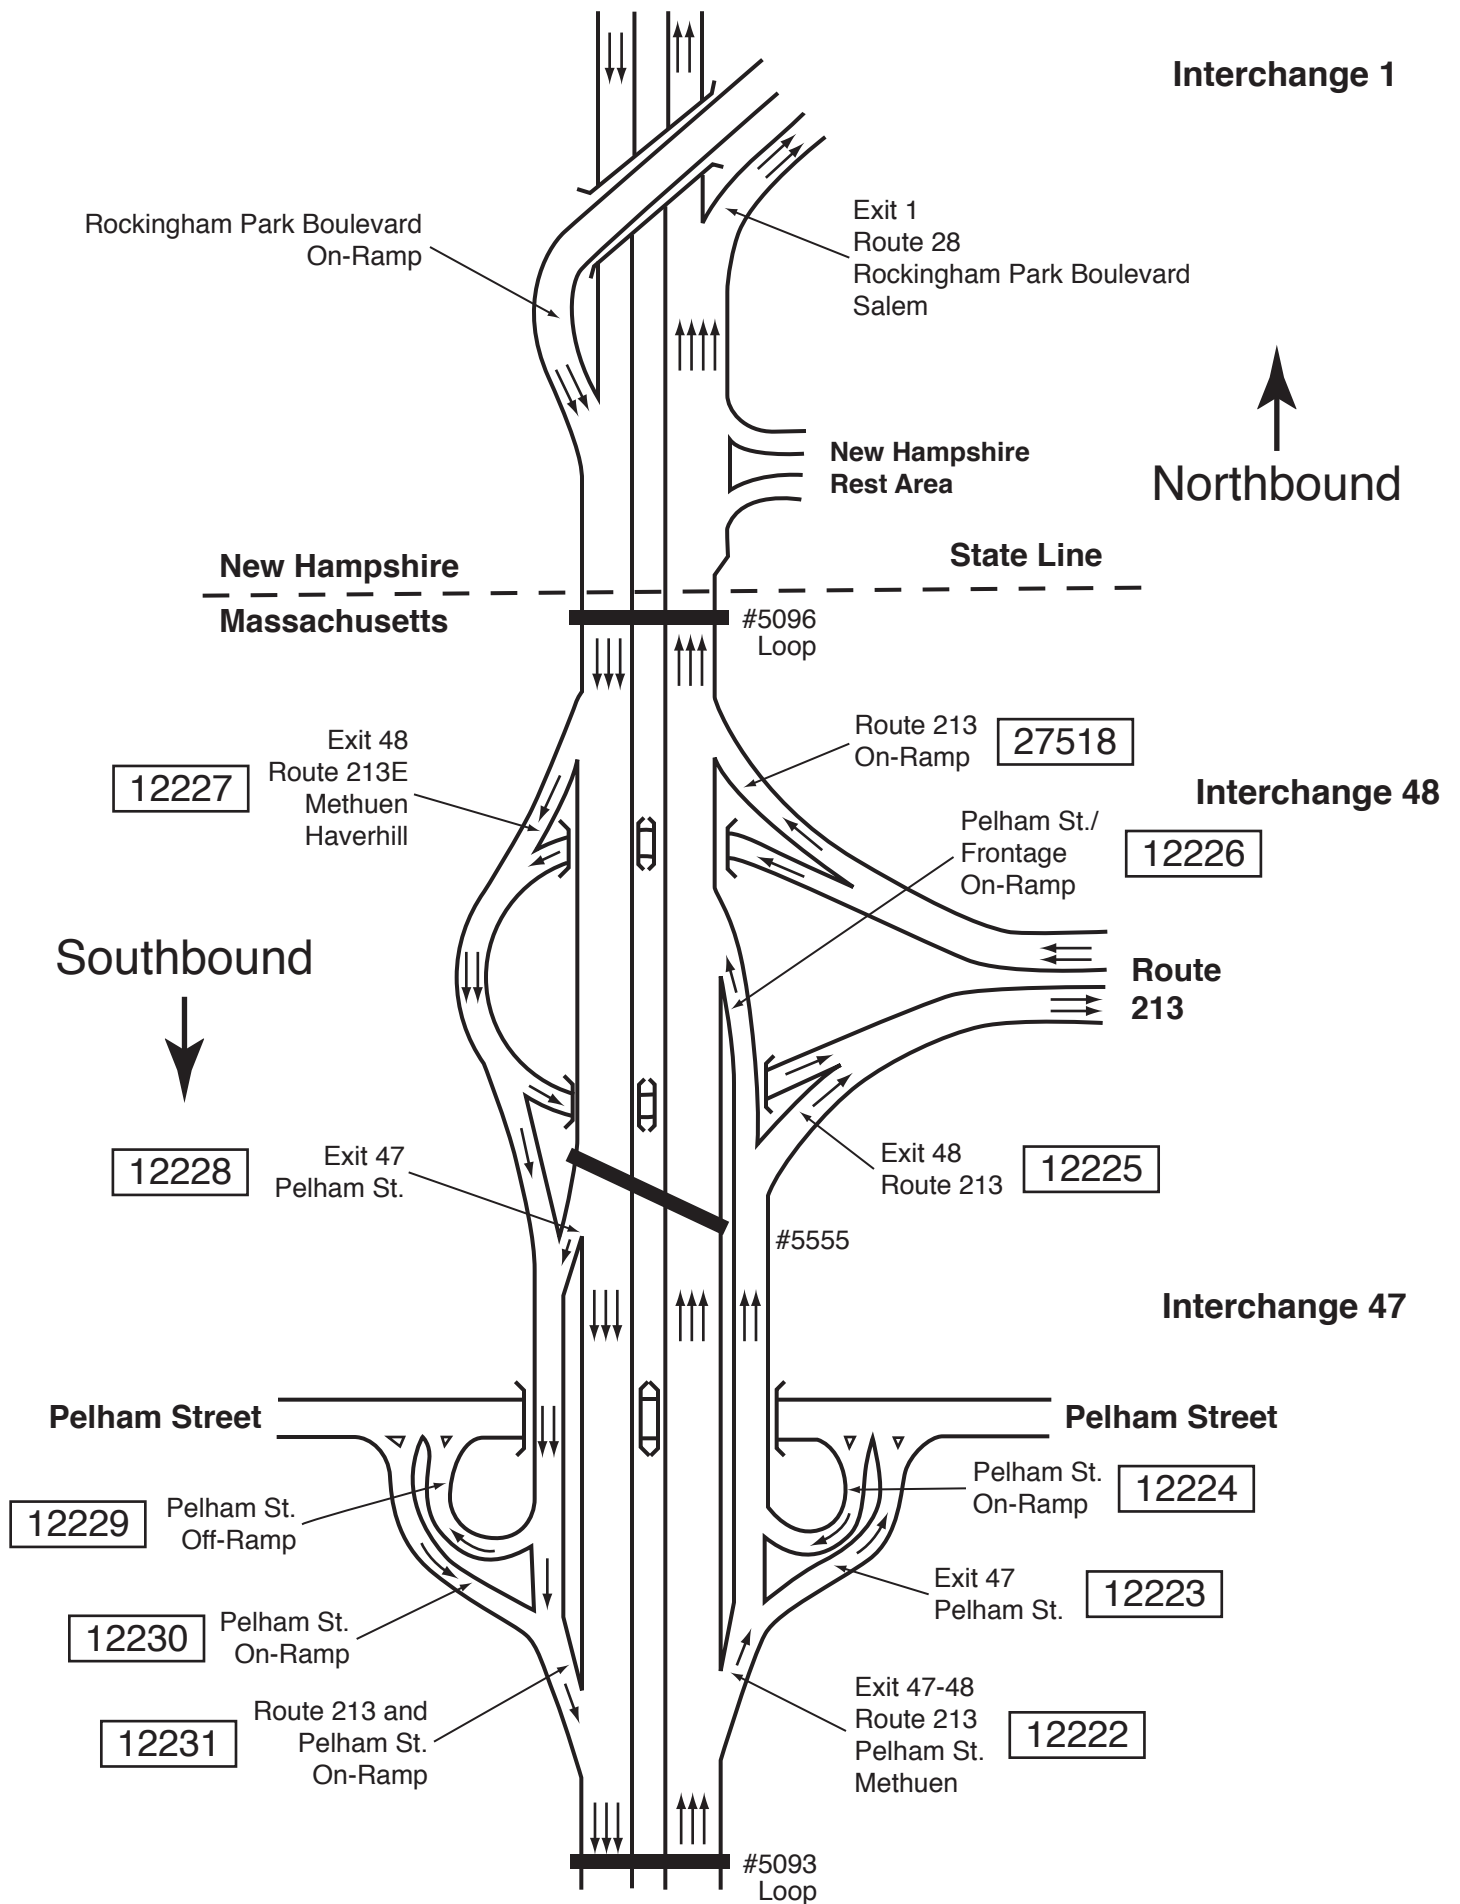 Interchange 1
Rockingham Park Boulevard
On-Ramp
Exit 1
Route 28
Rockingham Park Boulevard
Salem
New Hampshire
Rest Area
Northbound
New Hampshire
State Line
Massachusetts
#5096
Loop
Exit 48
Route 213E
Methuen
Haverhill
12227
Route 213
On-Ramp
27518
Interchange 48
Pelham St./
Frontage
On-Ramp
12226
Southbound
Route
213
Exit 47
Pelham St.
12228
Exit 48
Route 213
12225
#5555
Interchange 47
Pelham Street
Pelham Street
Pelham St.
On-Ramp
12224
12229
Pelham St.
Off-Ramp
Exit 47
Pelham St.
12223
12230
Pelham St.
On-Ramp
Exit 47-48
Route 213
Pelham St.
Methuen
12222
12231
Route 213 and
Pelham St.
On-Ramp
#5093
Loop